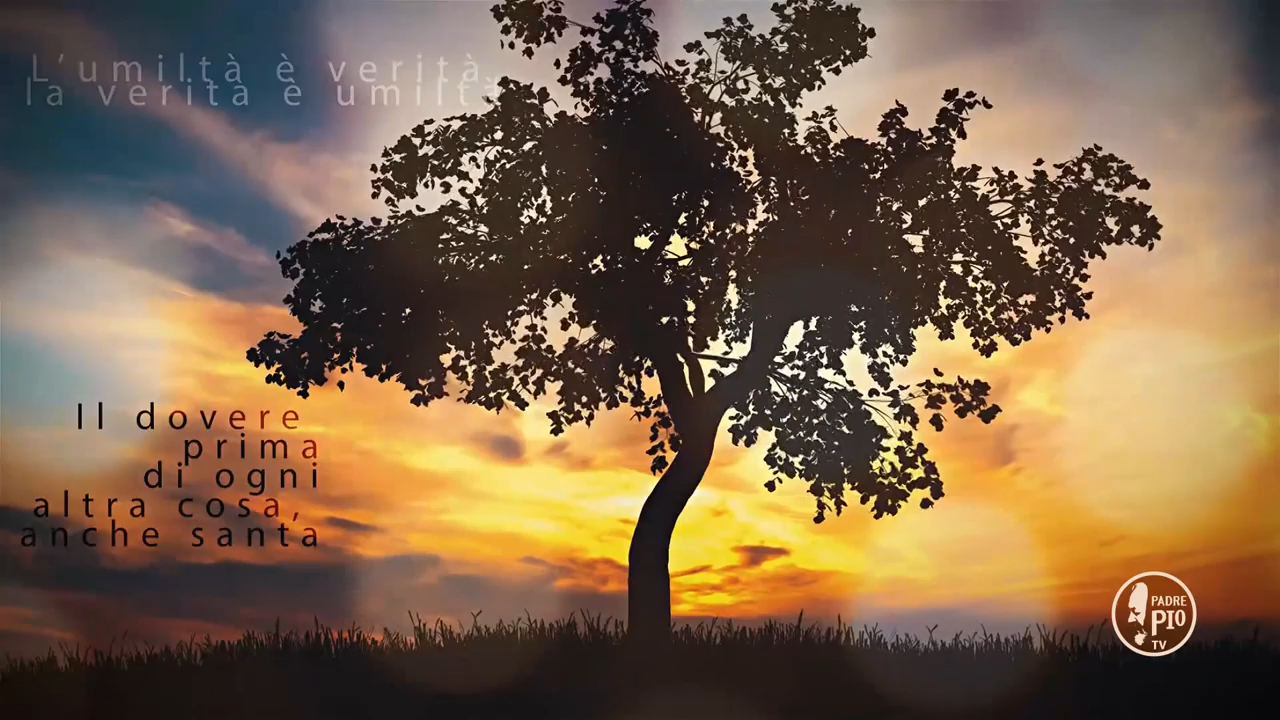 L'umiltà è verità,
la verità è umiltà
Il dovere
prima
di ogni
altra cosa,
anche santa
PADRE
PIO
TV